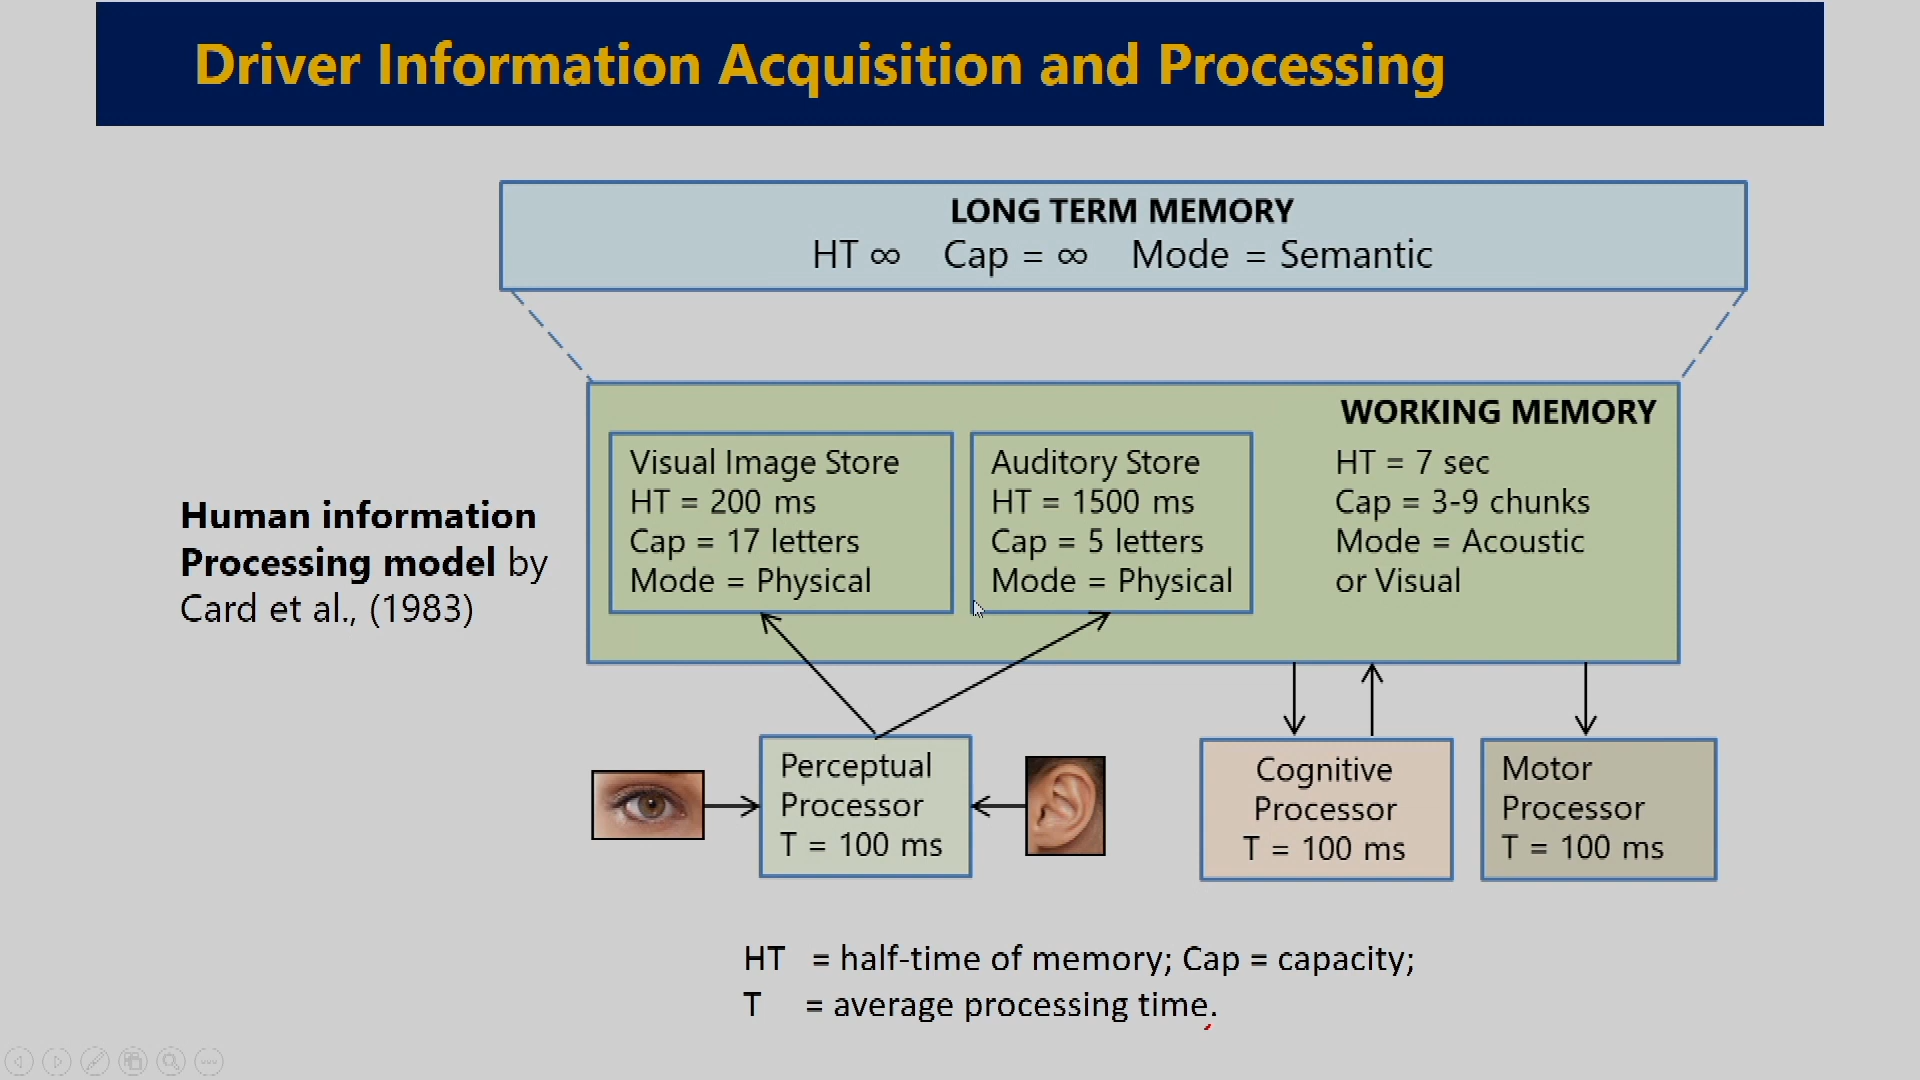 Driver Information Acquisition and Processing
LONG TERM MEMORY
HT ∞ Cap = ∞ Mode = Semantic
WORKING MEMORY
HT = 7 sec
Cap = 3-9 chunks
Mode = Acoustic
or Visual
Visual Image Store
HT = 200 ms
Cap = 17 letters
Mode = Physical
Auditory Store
HT = 1500 ms
Cap = 5 letters
Mode = Physical
Human information
Processing model by
Card et al., (1983)
Perceptual
Processor
T = 100 ms
Cognitive
Processor
T = 100 ms
Motor
Processor
T = 100 ms
HT = half-time of memory; Cap = capacity;
T = average processing time.